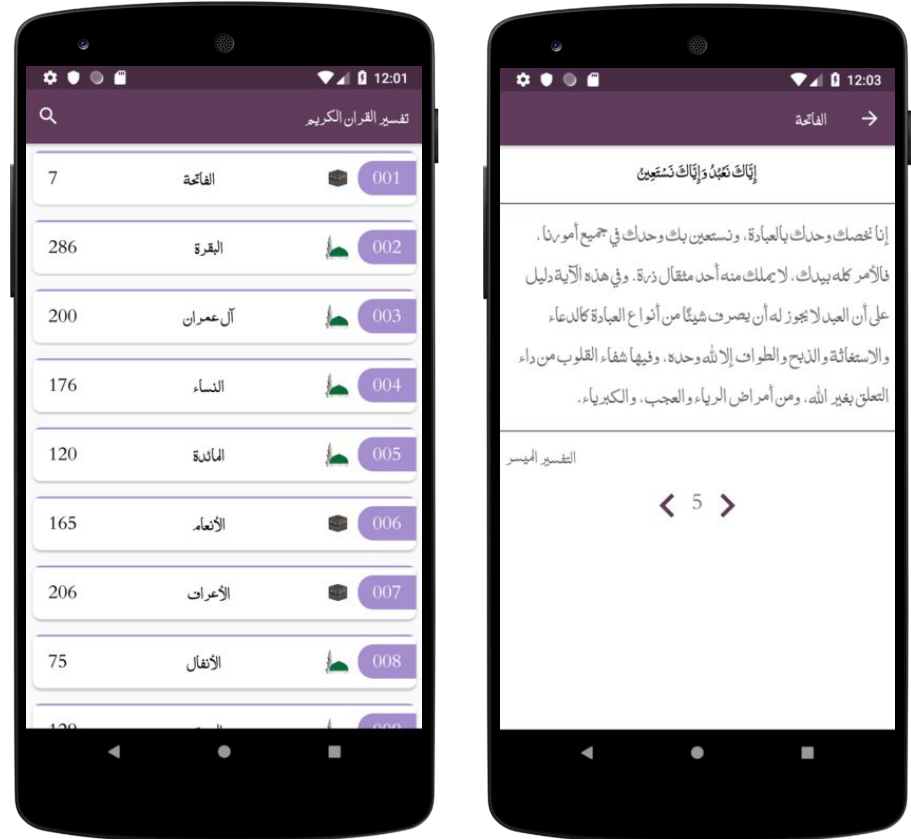 12:01
تفسير القران الكريم
001 الفاتحة 7
002 البقرة 286
003 آل عمران 200
004 النساء 176
005 المائدة 120
006 الأنعام 165
007 الأعراف 206
008 الأنفال 75
12:03
الفاتحة
إِيَّاكَ نَعْبُدُ وَإِيَّاكَ نَسْتَعِينُ
إنا نخصك وحدك بالعبادة، ونستعين بك وحدك في جميع أمورنا،
فالأمر كله بيدك، لا يملك منه أحد مثقال ذرة. وفي هذه الآية دليل
على أن العبد لا يجوز له أن يصرف شيئًا من أنواع العبادة كالدعاء
والاستغاثة والذبح والطواف إلا لله وحده، وفيها شفاء القلوب من داء
التعلق بغير الله، ومن أمراض الرياء والعجب، والكبرياء.
التفسير الميسر
5